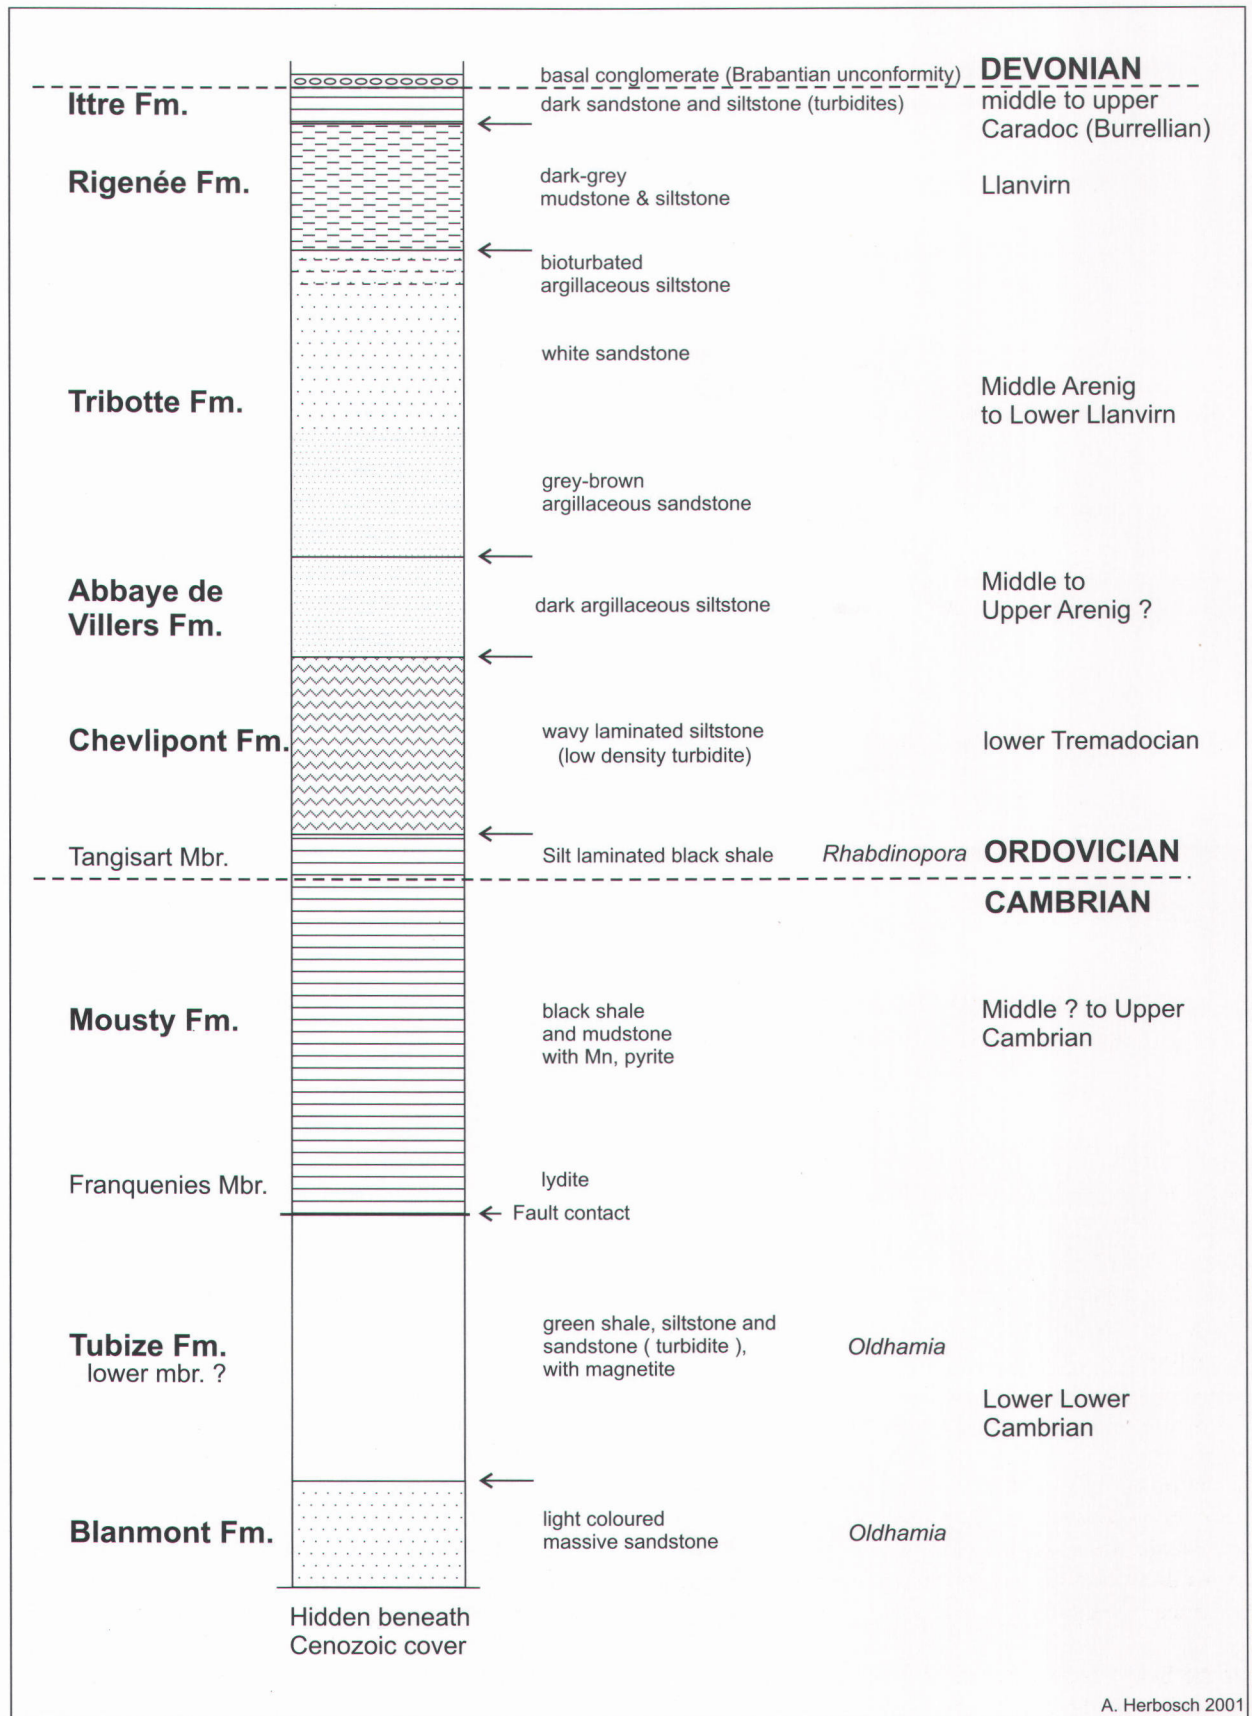 basal conglomerate (Brabantian unconformity) DEVONIAN
Ittre Fm. dark sandstone and siltstone (turbidites) middle to upper
Caradoc (Burrellian)
Rigenée Fm. dark-grey Llanvirn
mudstone & siltstone
bioturbated
argillaceous siltstone
white sandstone
Tribotte Fm. Middle Arenig
to Lower Llanvirn
grey-brown
argillaceous sandstone
Abbaye de
Villers Fm.
dark argillaceous siltstone
Middle to
Upper Arenig ?
Chevlipont Fm. wavy laminated siltstone lower Tremadocian
(low density turbidite)
Tangisart Mbr. Silt laminated black shale Rhabdinopora ORDOVICIAN
CAMBRIAN
Mousty Fm. black shale
and mudstone
with Mn, pyrite
Middle ? to Upper
Cambrian
Franquenies Mbr. lydite
Fault contact
Tubize Fm.
lower mbr. ?
green shale, siltstone and
sandstone ( turbidite ),
with magnetite
Oldhamia
Lower Lower
Cambrian
Blanmont Fm. light coloured
massive sandstone
Oldhamia
Hidden beneath
Cenozoic cover
A. Herbosch 2001